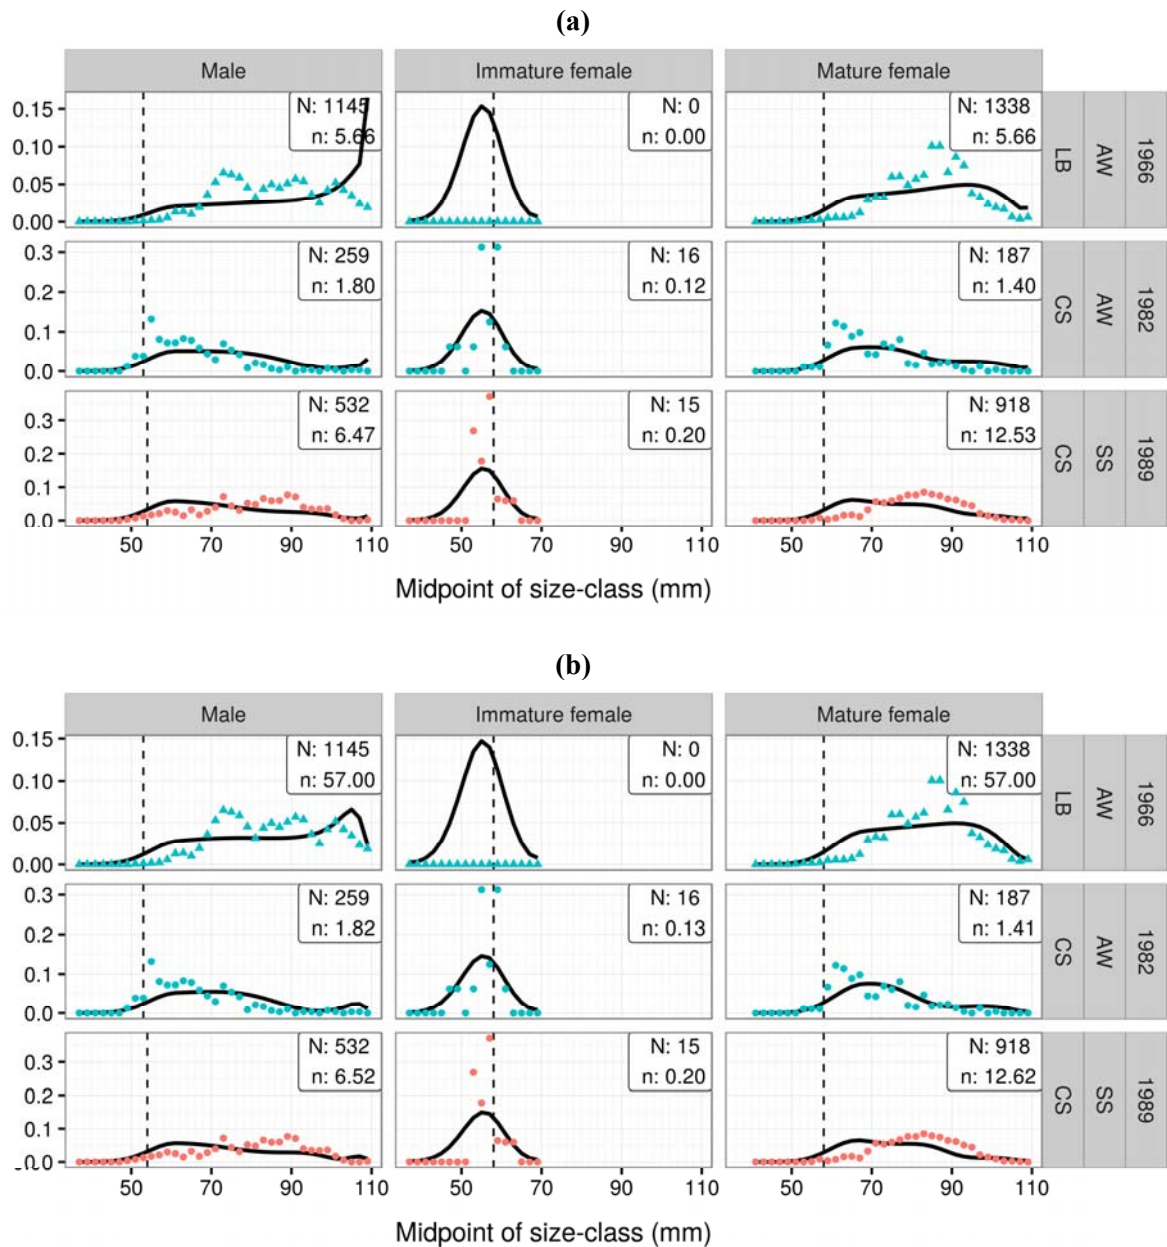 (a)
Male Immature female Mature female
0.15
0.10
0.05
0.00
N: 1145
n: 5.66
N: 0
n: 0.00
N: 1338
n: 5.66
LB AW 1966
0.3
0.2
0.1
0.0
N: 259
n: 1.80
N: 16
n: 0.12
N: 187
n: 1.40
CS AW 1982
0.3
0.2
0.1
0.0
N: 532
n: 6.47
N: 15
n: 0.20
N: 918
n: 12.53
CS SS 1989
50 70 90 110 50 70 90 110 50 70 90 110
Midpoint of size-class (mm)
(b)
Male Immature female Mature female
0.15
0.10
0.05
0.00
N: 1145
n: 57.00
N: 0
n: 0.00
N: 1338
n: 57.00
LB AW 1966
0.3
0.2
0.1
0.0
N: 259
n: 1.82
N: 16
n: 0.13
N: 187
n: 1.41
CS AW 1982
0.3
0.2
0.1
0.0
N: 532
n: 6.52
N: 15
n: 0.20
N: 918
n: 12.62
CS SS 1989
50 70 90 110 50 70 90 110 50 70 90 110
Midpoint of size-class (mm)